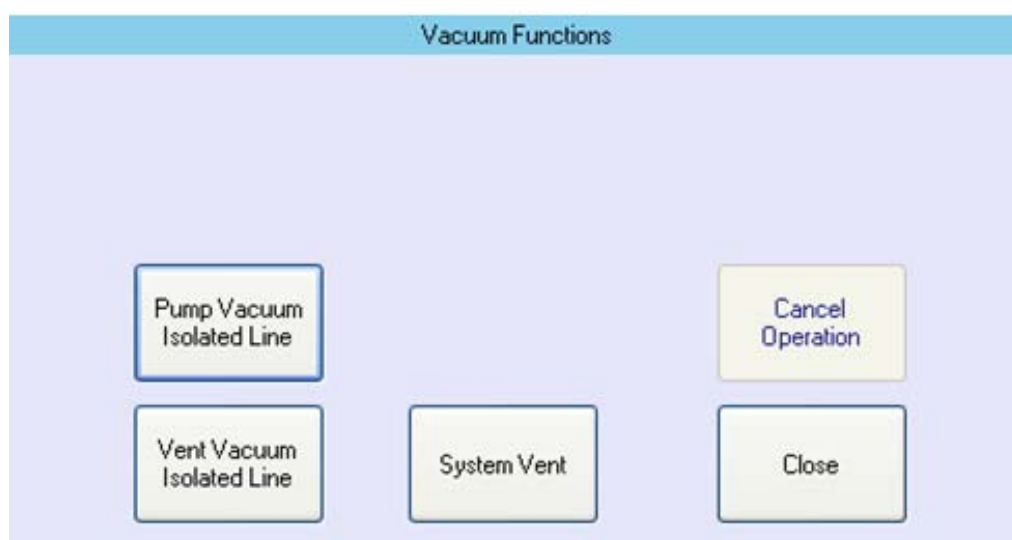 Vacuum Functions
Pump Vacuum
Isolated Line
Cancel
Operation
Vent Vacuum
Isolated Line
System Vent
Close